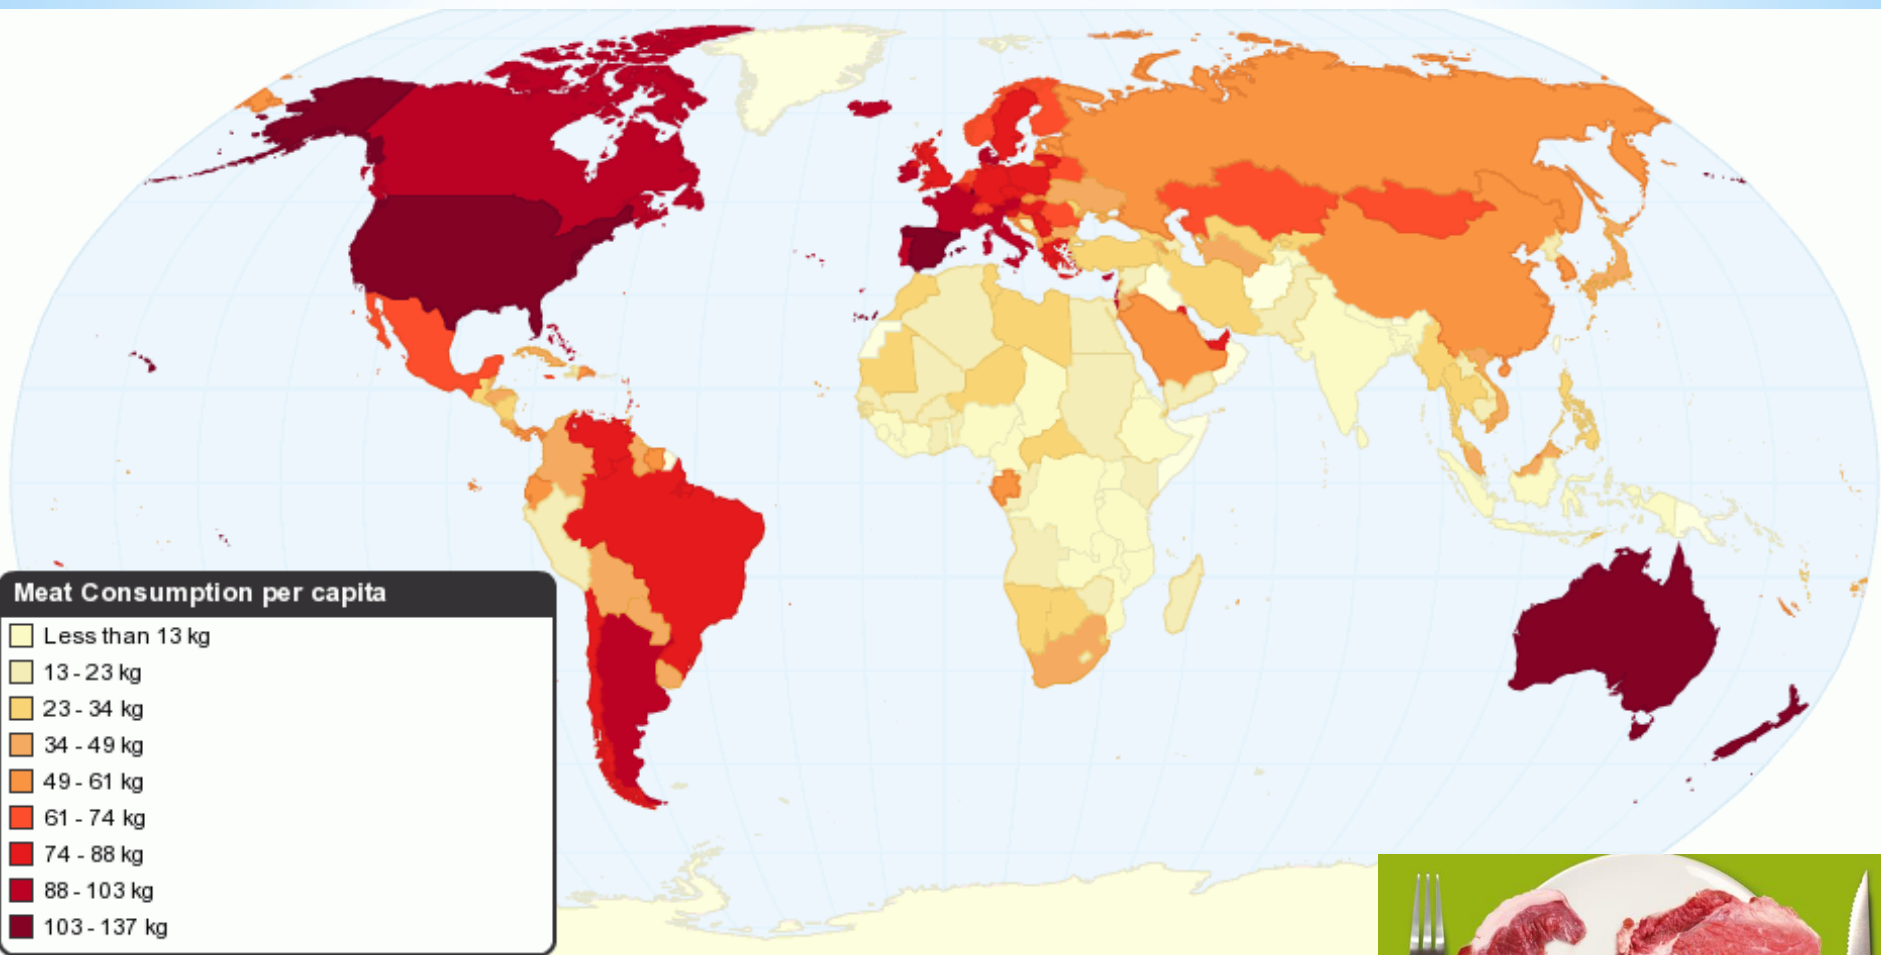 Meat Consumption per capita
Less than 13 kg
13 - 23 kg
23 - 34 kg
34 - 49 kg
49 - 61 kg
61 - 74 kg
74 - 88 kg
88 - 103 kg
103 - 137 kg